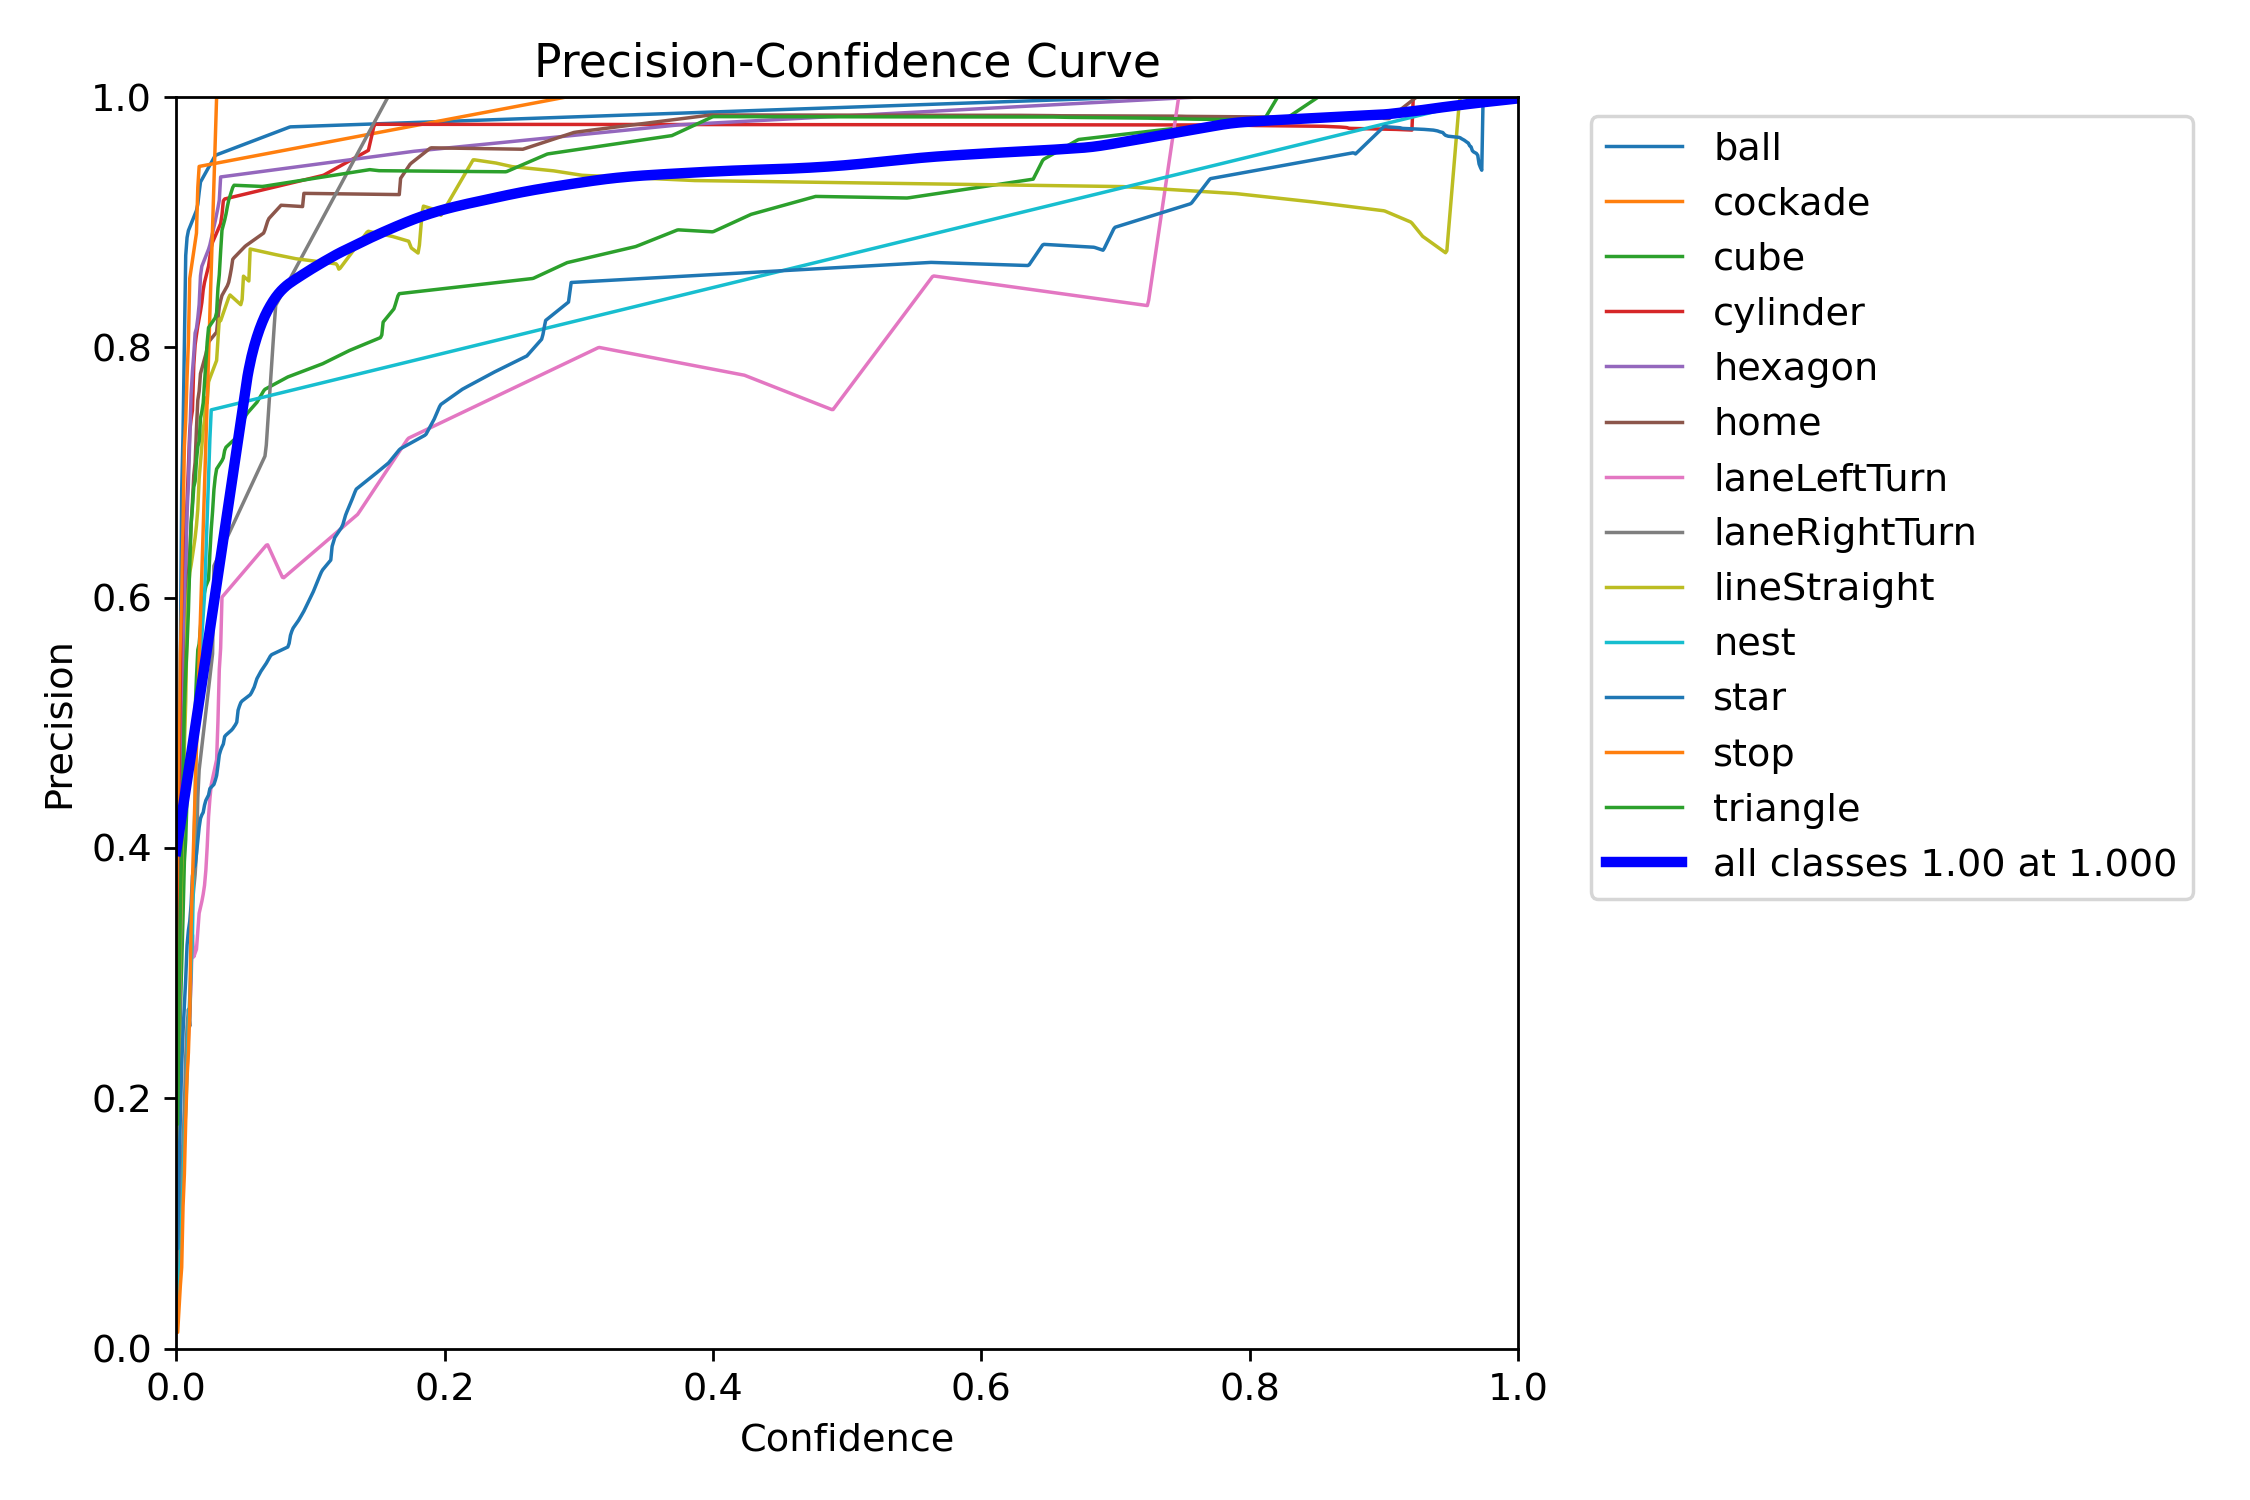 Precision-Confidence Curve
1.0
0.8
0.6
0.4
0.2
0.0
Precision
0.0 0.2 0.4 0.6 0.8 1.0
Confidence
ball
cockade
cube
cylinder
hexagon
home
laneLeftTurn
laneRightTurn
lineStraight
nest
star
stop
triangle
all classes 1.00 at 1.000